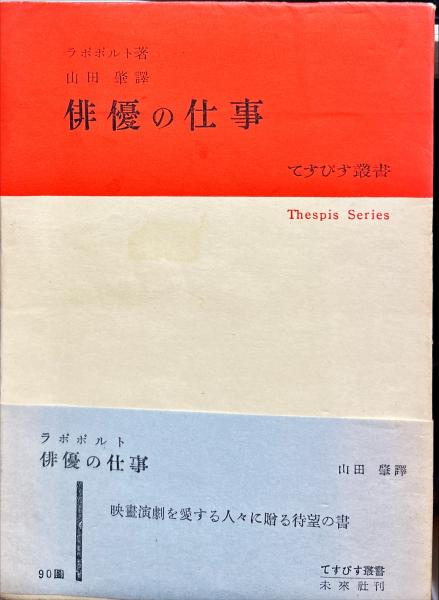 ラポポルト著
山田肇譯
俳優の仕事
てすぴす叢書
Thespis Series
ラポポルト
俳優の仕事
山田肇譯
映畫演劇を愛する人々に贈る待望の書
90圓
てすぴす叢書
未來社刊